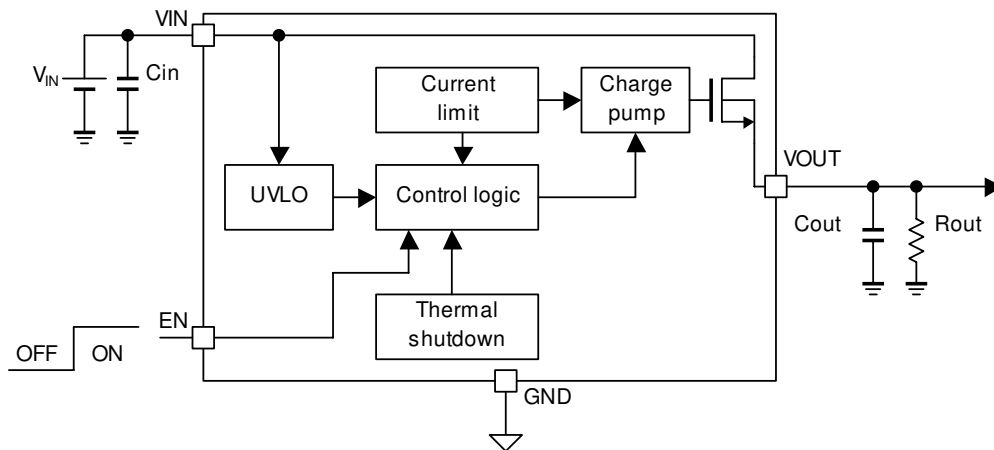 VIN
VIN
Cin
Current
limit
Charge
pump
VOUT
UVLO
Control logic
Cout
Rout
Thermal
shutdown
EN
OFF
ON
GND